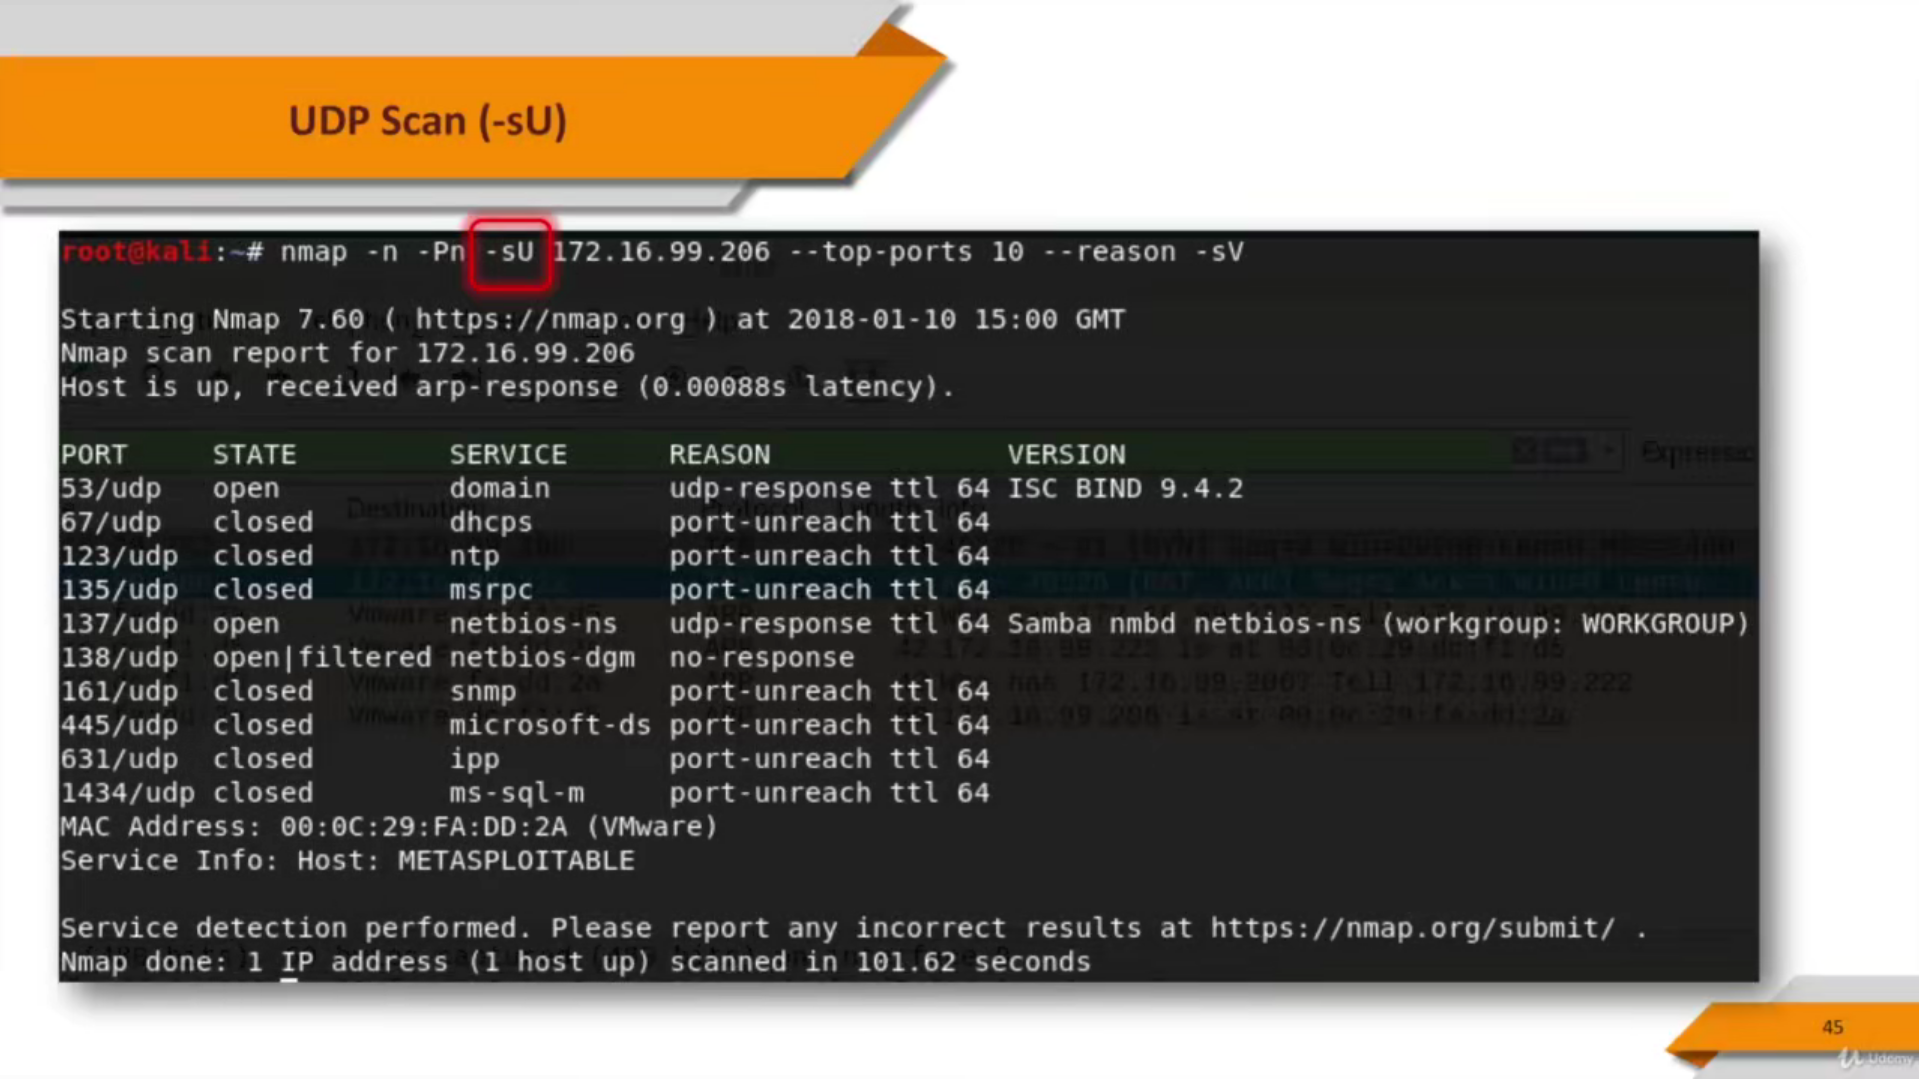 UDP Scan (-sU)
root@kali:~# nmap -n -Pn -sU 172.16.99.206 --top-ports 10 --reason -sV
Starting Nmap 7.60 ( https://nmap.org ) at 2018-01-10 15:00 GMT
Nmap scan report for 172.16.99.206
Host is up, received arp-response (0.00088s latency).
PORT STATE SERVICE REASON VERSION
53/udp open domain udp-response ttl 64 ISC BIND 9.4.2
67/udp closed dhcps port-unreach ttl 64
123/udp closed ntp port-unreach ttl 64
135/udp closed msrpc port-unreach ttl 64
137/udp open netbios-ns udp-response ttl 64 Samba nmbd netbios-ns (workgroup: WORKGROUP)
138/udp open|filtered netbios-dgm no-response
161/udp closed snmp port-unreach ttl 64
445/udp closed microsoft-ds port-unreach ttl 64
631/udp closed ipp port-unreach ttl 64
1434/udp closed ms-sql-m port-unreach ttl 64
MAC Address: 00:0C:29:FA:DD:2A (VMware)
Service Info: Host: METASPLOITABLE
Service detection performed. Please report any incorrect results at https://nmap.org/submit/ .
Nmap done: 1 IP address (1 host up) scanned in 101.62 seconds
45
Udemy